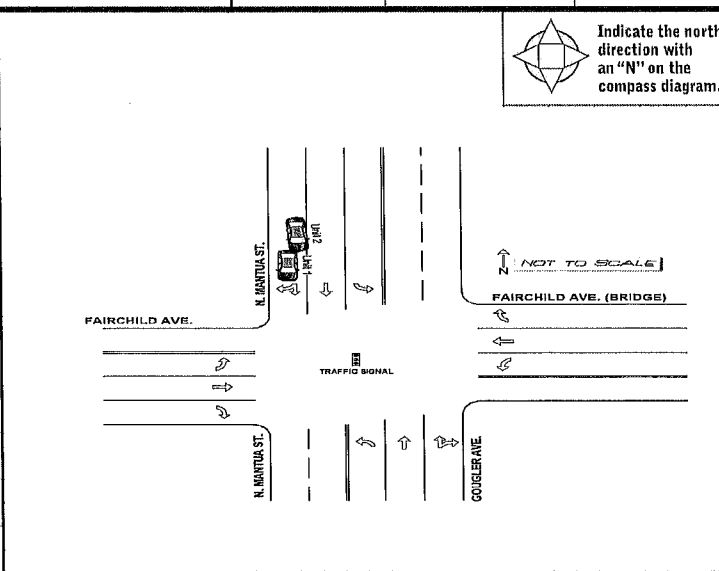 Indicate the north
direction with
an "N" on the
compass diagram.
N. MANTUA ST.
Unit 2
Unit 1
N
NOT TO SCALE
FAIRCHILD AVE. (BRIDGE)
FAIRCHILD AVE.
TRAFFIC SIGNAL
N. MANTUA ST.
GOUGLER AVE.